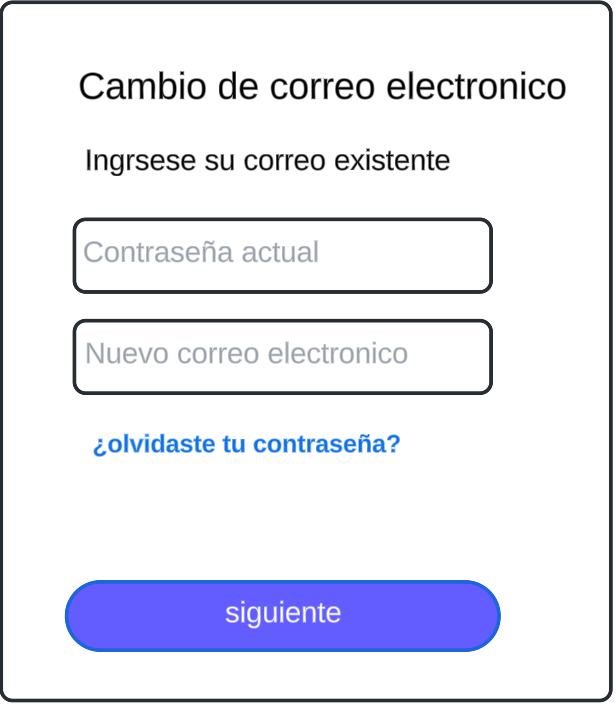 Cambio de correo electronico
Ingrsese su correo existente
Contraseña actual
Nuevo correo electronico
¿olvidaste tu contraseña?
siguiente